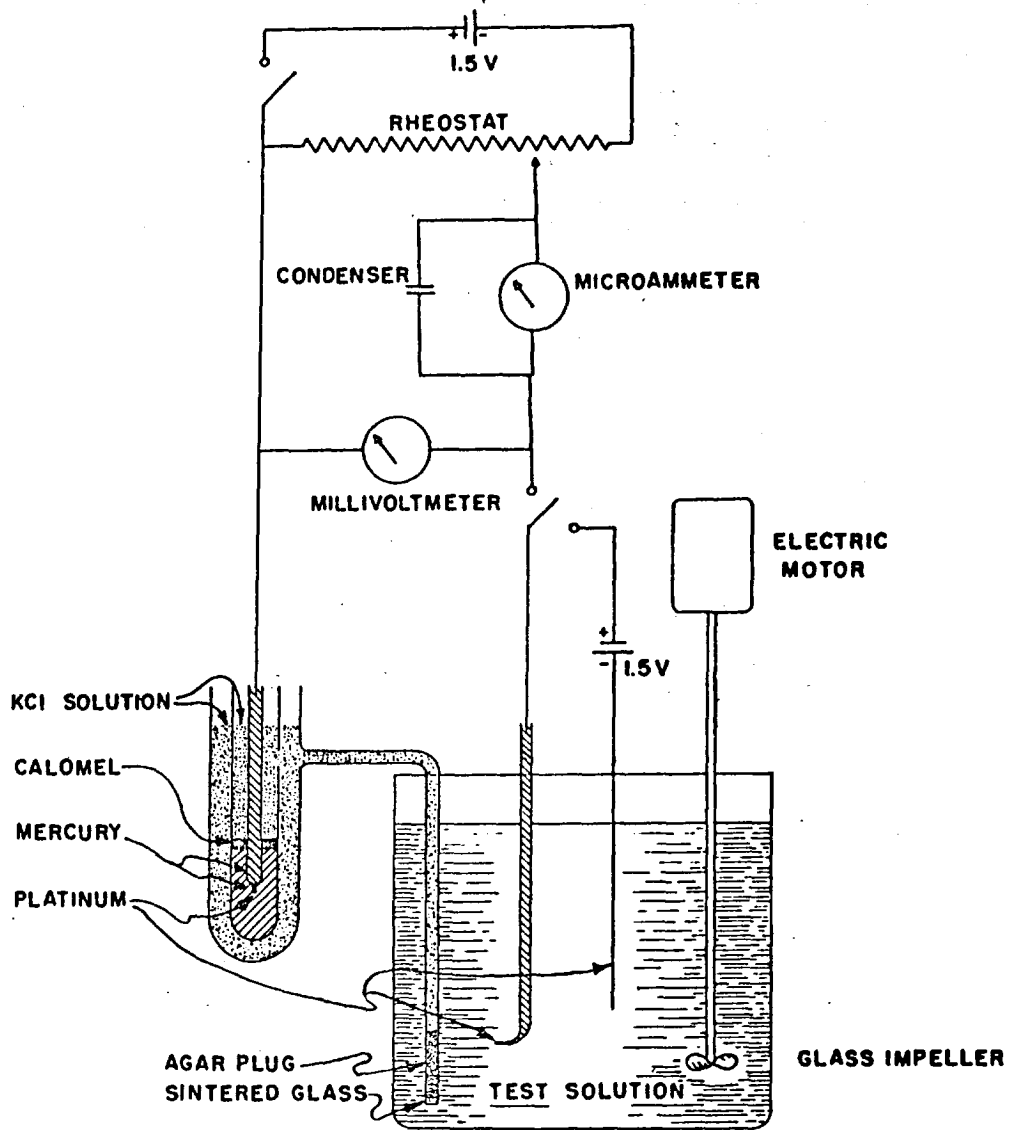 + -
1.5 V
RHEOSTAT
CONDENSER
MICROAMMETER
MILLIVOLTMETER
ELECTRIC
MOTOR
+
-
1.5 V
KCl SOLUTION
CALOMEL
MERCURY
PLATINUM
AGAR PLUG
SINTERED GLASS
TEST SOLUTION
GLASS IMPELLER